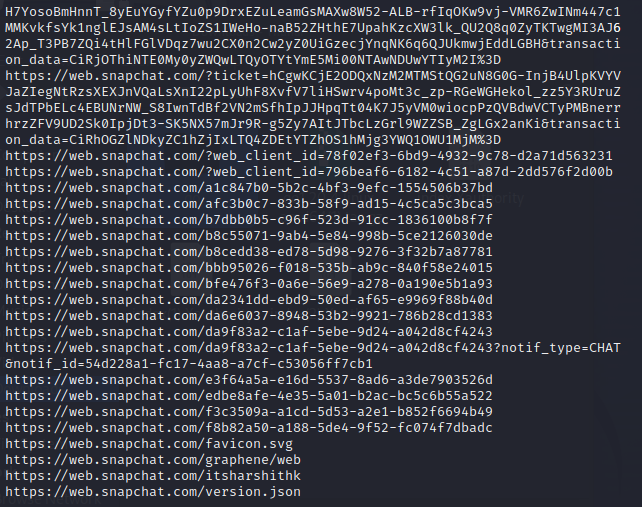 H7YosoBmHnnT_8yEuYGyfYZu0p9DrxEZuLeamGsMAXw8W52-ALB-rfIqOKw9vj-VMR6ZwINm447c1
MMKvkfsYk1nglEJsAM4sLtIoZS1IWeHo-naB52ZHthE7UpahKzcXW3lk_QU2Q8q0ZyTKTwgMI3AJ6
2Ap_T3PB7ZQi4tHlFGlVDqz7wu2CX0n2Cw2yZ0UiGzecjYnqNK6q6QJUkmwjEddLGBH&transacti
on_data=CiRjOThiNTE0My0yZWQwLTQyOTYtYmE5Mi00NTAwNDUwYTIyM2I%3D
https://web.snapchat.com/?ticket=hCgwKCjE2ODQxNzM2MTMStQG2uN8G0G-InjB4UlpKVYV
JaZIegNtRzsXEXJnVQaLsXnI22pLyUhF8XvfV7liHSwrv4poMt3c_zp-RGeWGHekol_zz5Y3RUruZ
sJdTPbELc4EBUNrNW_S8IwnTdBf2VN2mSfhIpJJHpqTt04K7J5yVM0wiocpPzQVBdwVCTyPMBnerr
hrzZFV9UD2Sk0IpjDt3-SK5NX57mJr9R-g5Zy7AItJTbcLzGrl9WZZSB_ZgLGx2anKi&transacti
on_data=CiRhOGZlNDkyZC1hZjIxLTQ4ZDEtYTZhOS1hMjg3YWQ1OWU1MjM%3D
https://web.snapchat.com/?web_client_id=78f02ef3-6bd9-4932-9c78-d2a71d563231
https://web.snapchat.com/?web_client_id=796beaf6-6182-4c51-a87d-2dd576f2d00b
https://web.snapchat.com/a1c847b0-5b2c-4bf3-9efc-1554506b37bd
https://web.snapchat.com/afc3b0c7-833b-58f9-ad15-4c5ca5c3bca5
https://web.snapchat.com/b7dbb0b5-c96f-523d-91cc-1836100b8f7f
https://web.snapchat.com/b8c55071-9ab4-5e84-998b-5ce2126030de
https://web.snapchat.com/b8cedd38-ed78-5d98-9276-3f32b7a87781
https://web.snapchat.com/bbb95026-f018-535b-ab9c-840f58e24015
https://web.snapchat.com/bfe476f3-0a6e-56e9-a278-0a190e5b1a93
https://web.snapchat.com/da2341dd-ebd9-50ed-af65-e9969f88b40d
https://web.snapchat.com/da6e6037-8948-53b2-9921-786b28cd1383
https://web.snapchat.com/da9f83a2-c1af-5ebe-9d24-a042d8cf4243
https://web.snapchat.com/da9f83a2-c1af-5ebe-9d24-a042d8cf4243?notif_type=CHAT
&notif_id=54d228a1-fc17-4aa8-a7cf-c53056ff7cb1
https://web.snapchat.com/e3f64a5a-e16d-5537-8ad6-a3de7903526d
https://web.snapchat.com/edbe8afe-4e35-5a01-b2ac-bc5c6b55a522
https://web.snapchat.com/f3c3509a-a1cd-5d53-a2e1-b852f6694b49
https://web.snapchat.com/f8b82a50-a188-5de4-9f52-fc074f7dbadc
https://web.snapchat.com/favicon.svg
https://web.snapchat.com/graphene/web
https://web.snapchat.com/itsharshithk
https://web.snapchat.com/version.json